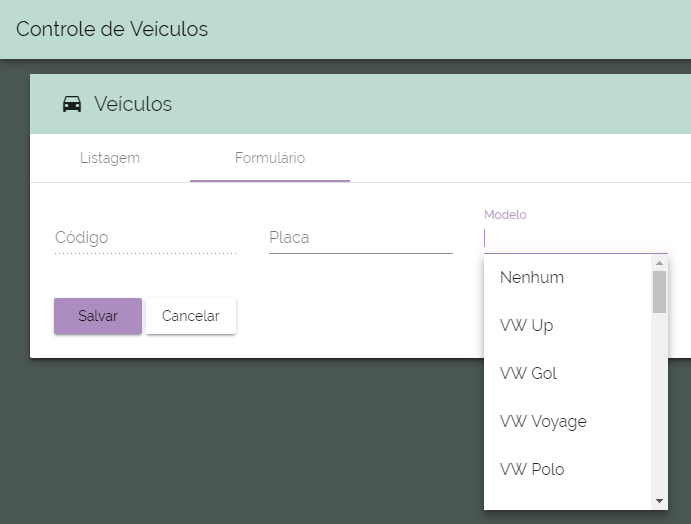 Controle de Veículos
Veículos
Listagem
Formulário
Código
Placa
Modelo
Nenhum
VW Up
VW Gol
VW Voyage
VW Polo
Salvar
Cancelar